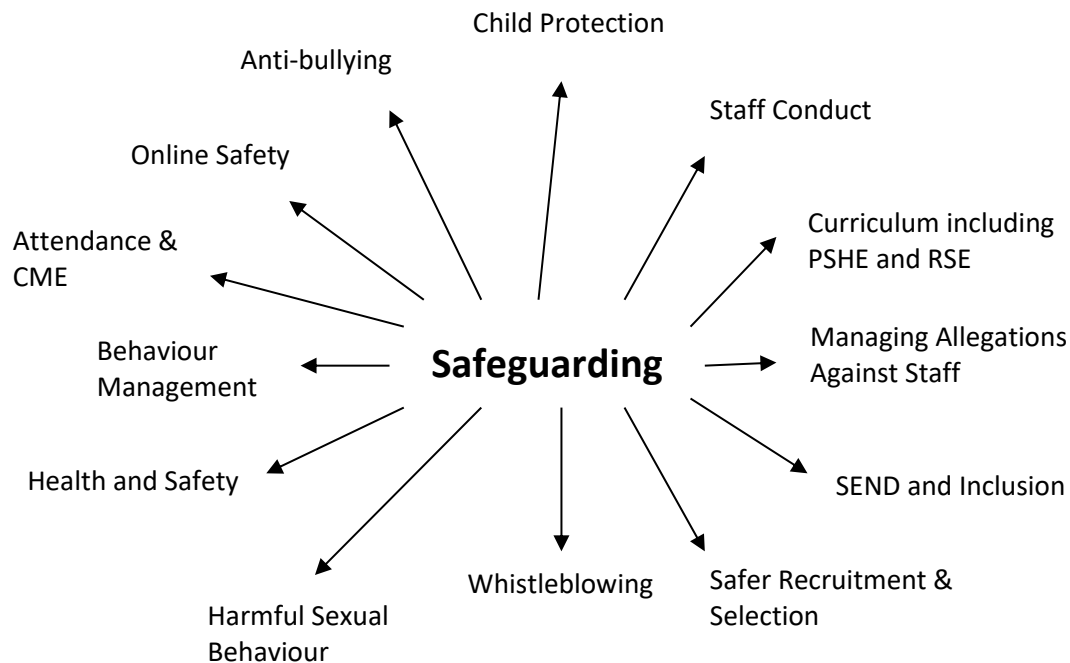 Child Protection
Anti-bullying
Staff Conduct
Online Safety
Curriculum including
PSHE and RSE
Attendance &
CME
Managing Allegations
Against Staff
Behaviour
Management
Safeguarding
Health and Safety
SEND and Inclusion
Whistleblowing
Safer Recruitment &
Selection
Harmful Sexual
Behaviour